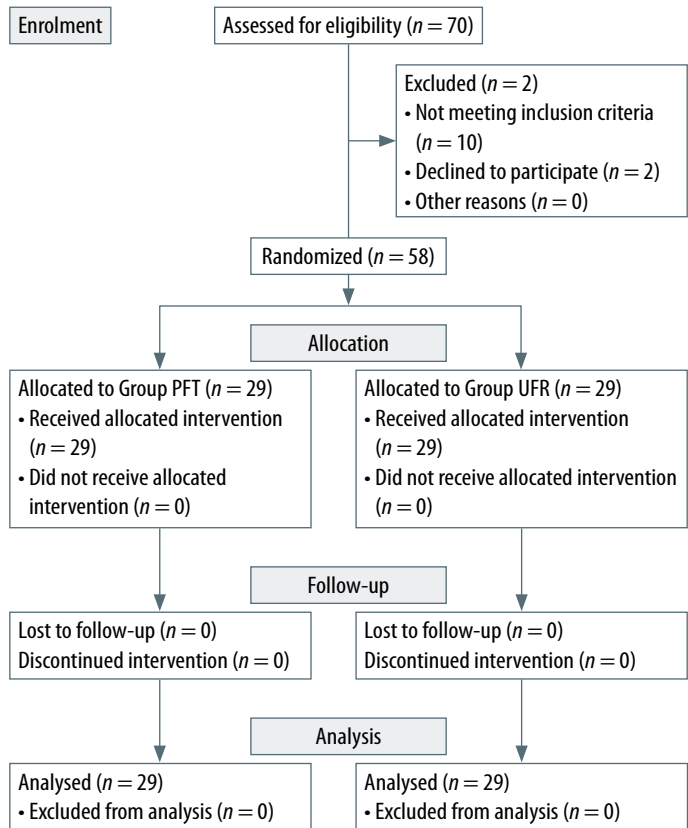 Enrolment
Assessed for eligibility (n = 70)
Excluded (n = 2)
• Not meeting inclusion criteria
(n = 10)
• Declined to participate (n = 2)
• Other reasons (n = 0)
Randomized (n = 58)
Allocation
Allocated to Group PFT (n = 29)
• Received allocated intervention
(n = 29)
• Did not receive allocated
intervention (n = 0)
Allocated to Group UFR (n = 29)
• Received allocated intervention
(n = 29)
• Did not receive allocated intervention
(n = 0)
Follow-up
Lost to follow-up (n = 0)
Discontinued intervention (n = 0)
Lost to follow-up (n = 0)
Discontinued intervention (n = 0)
Analysis
Analysed (n = 29)
• Excluded from analysis (n = 0)
Analysed (n = 29)
• Excluded from analysis (n = 0)